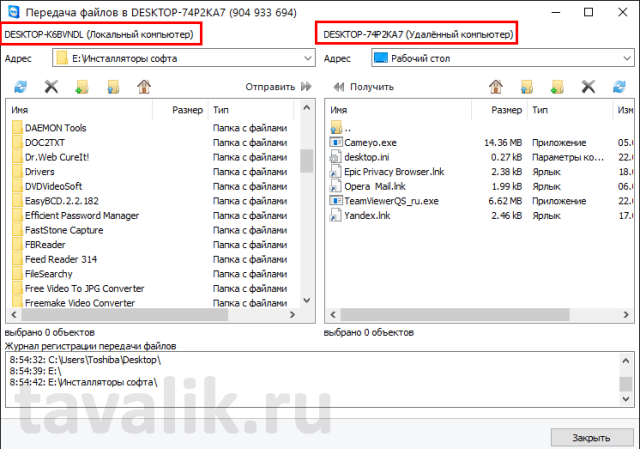 Передача файлов в DESKTOP-74P2KA7 (904 933 694)
DESKTOP-K6BVNDL (Локальный компьютер)
DESKTOP-74P2KA7 (Удалённый компьютер)
Адрес E:\Инсталляторы софта
Адрес Рабочий стол
Отправить
Получить
Имя Размер Тип
DAEMON Tools Папка с файлами
DOC2TXT Папка с файлами
Dr.Web CureIt! Папка с файлами
Drivers Папка с файлами
DVDVideoSoft Папка с файлами
EasyBCD.2.2.182 Папка с файлами
Efficient Password Manager Папка с файлами
FastStone Capture Папка с файлами
FBReader Папка с файлами
Feed Reader 314 Папка с файлами
FileSearchy Папка с файлами
Free Video To JPG Converter Папка с файлами
Freemake Video Converter Папка с файлами
Имя Размер Тип Изм
..
Cameyo.exe 14.36 MB Приложение 05.
desktop.ini 0.27 kB Параметры ко... 22.
Epic Privacy Browser.lnk 2.38 kB Ярлык 18.
Opera Mail.lnk 1.99 kB Ярлык 06.
TeamViewerQS_ru.exe 6.62 MB Приложение 22.
Yandex.lnk 2.46 kB Ярлык 06.
выбрано 0 объектов
выбрано 0 объектов
Журнал регистрации передачи файлов
8:54:32: C:\Users\Toshiba\Desktop\
8:54:39: E:\
8:54:42: E:\Инсталляторы софта\
tavalik.ru
Закрыть